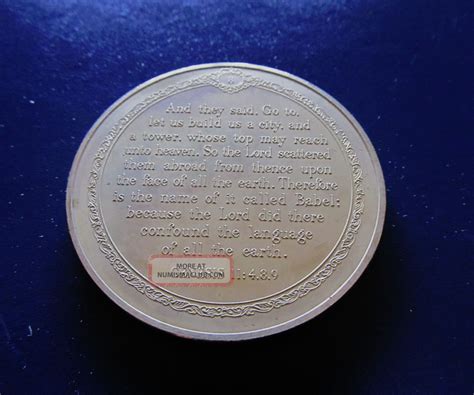 And they said, Go to,
let us build us a city, and
a tower, whose top may reach
unto heaven. So the Lord scattered
them abroad from thence upon
the face of all the earth. Therefore
is the name of it called Babel;
because the Lord did there
confound the language
of all the earth.
11:4.8.9
MORE AT
NUMISMALL.COM